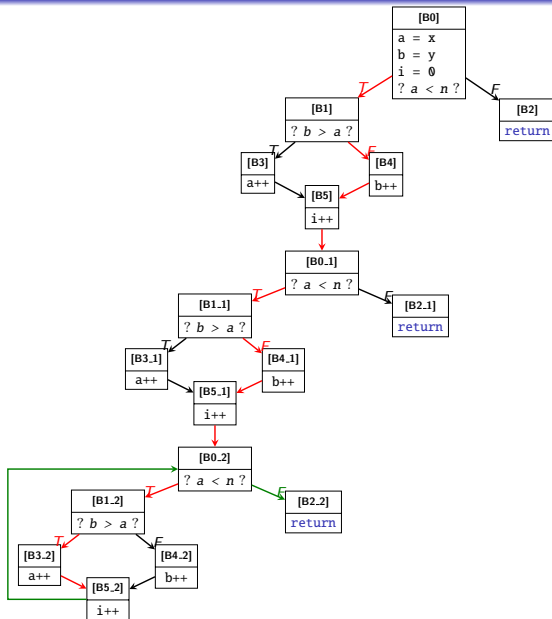 [B0]
a = x
b = y
i = 0
? a < n ?
T
F
[B1]
? b > a ?
[B2]
return
T
F
[B3]
a++
[B4]
b++
[B5]
i++
[B0_1]
? a < n ?
T
F
[B1_1]
? b > a ?
[B2_1]
return
T
F
[B3_1]
a++
[B4_1]
b++
[B5_1]
i++
[B0_2]
? a < n ?
T
F
[B1_2]
? b > a ?
[B2_2]
return
T
F
[B3_2]
a++
[B4_2]
b++
[B5_2]
i++